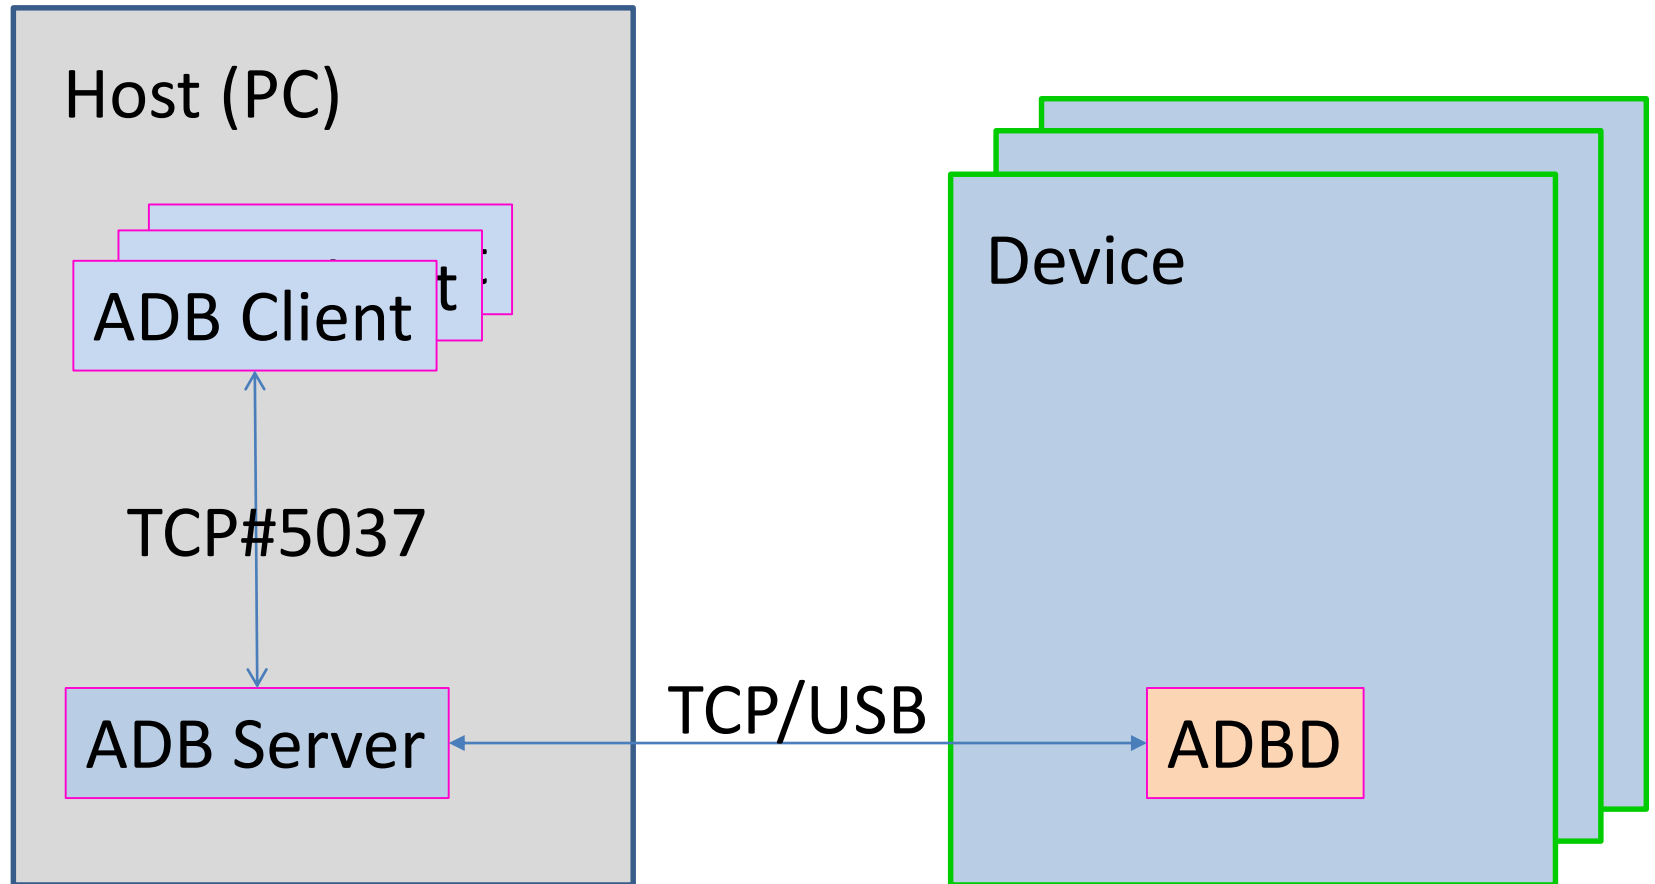 Host (PC)
ADB Client
TCP#5037
ADB Server
TCP/USB
Device
ADBD